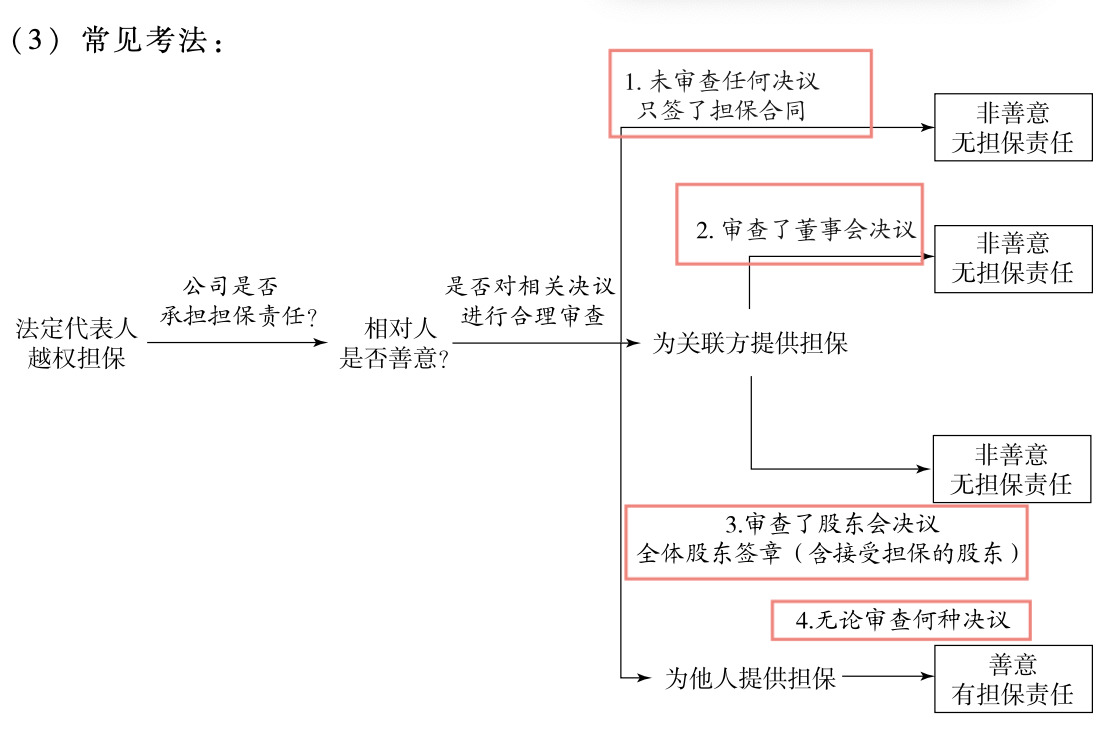 （3）常见考法：
1. 未审查任何决议
只签了担保合同
非善意
无担保责任
2. 审查了董事会决议
非善意
无担保责任
公司是否
承担担保责任?
是否对相关决议
进行合理审查
法定代表人
越权担保
相对人
是否善意?
为关联方提供担保
非善意
无担保责任
3.审查了股东会决议
全体股东签章（含接受担保的股东）
4.无论审查何种决议
为他人提供担保
善意
有担保责任